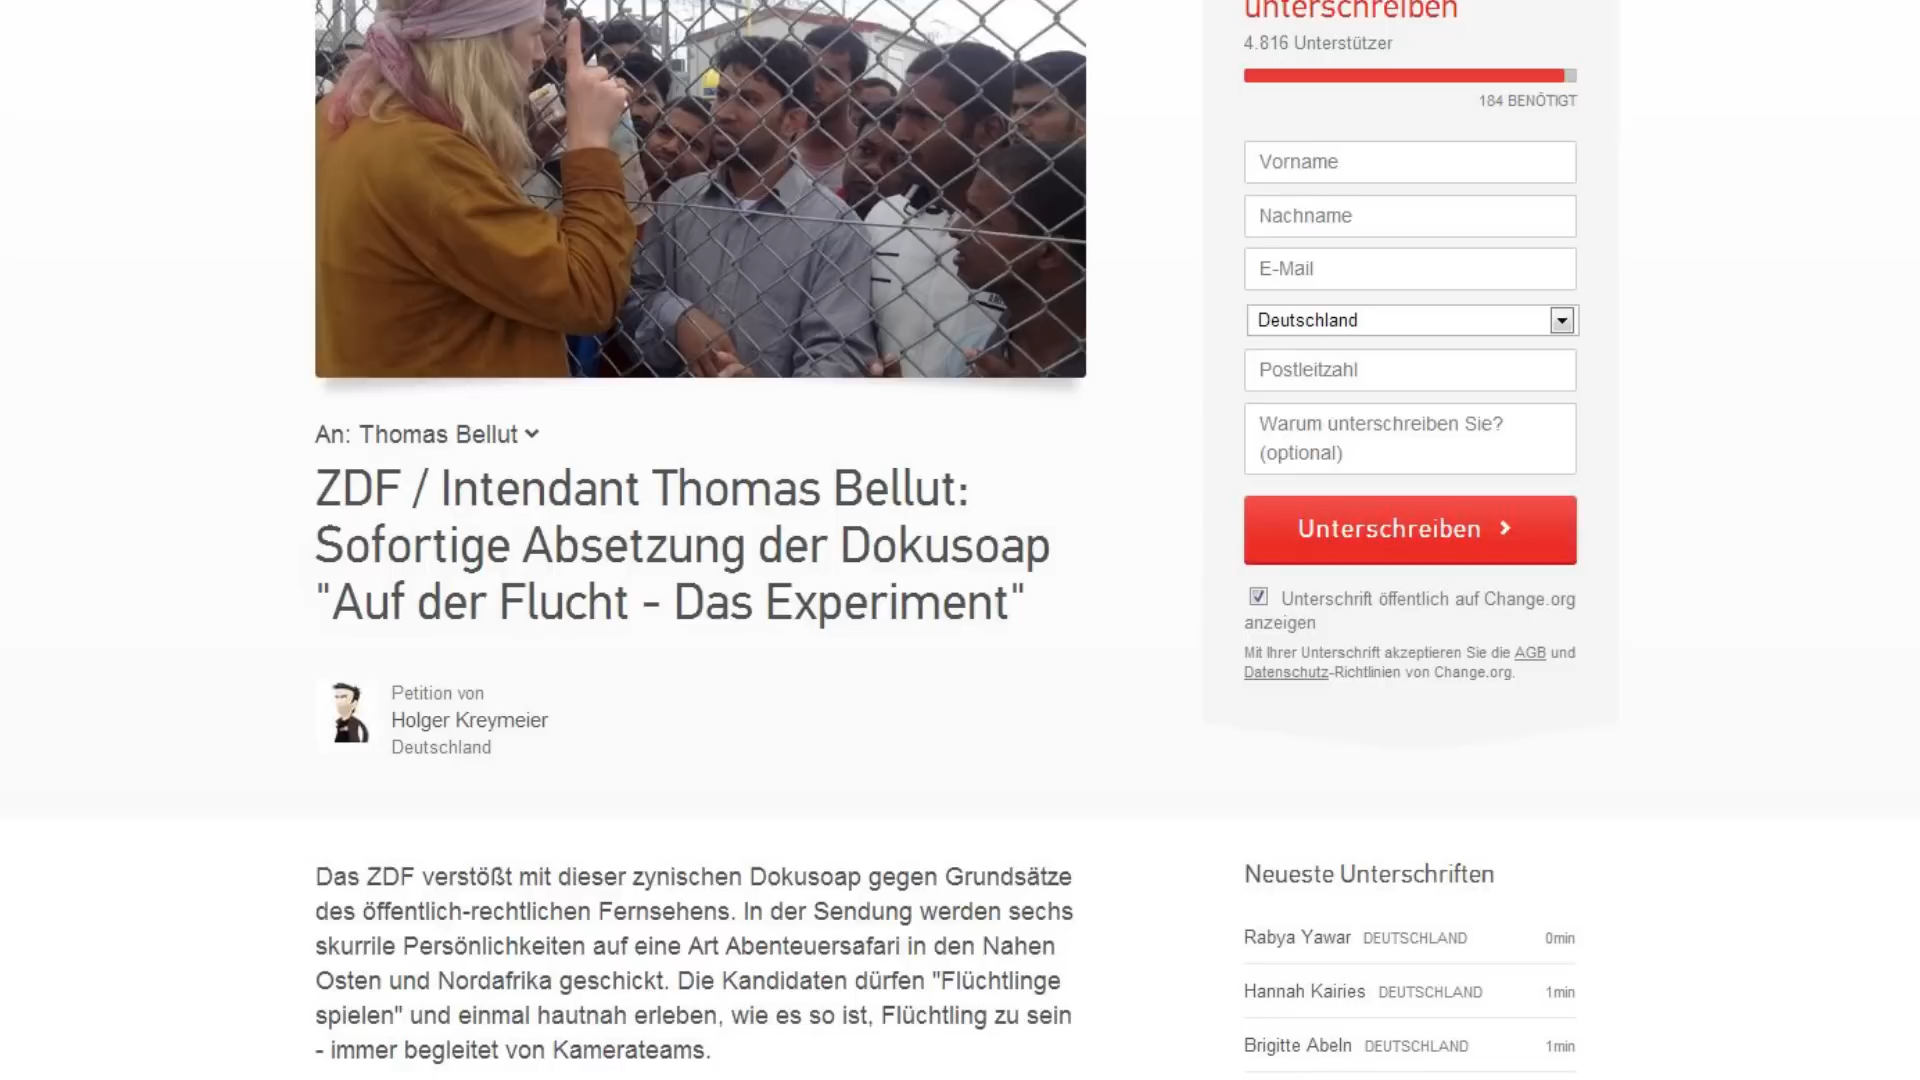 unterschreiben
4.816 Unterstützer
184 BENÖTIGT
Vorname
Nachname
E-Mail
Deutschland
Postleitzahl
Warum unterschreiben Sie?
(optional)
Unterschreiben
Unterschrift öffentlich auf Change.org
anzeigen
Mit Ihrer Unterschrift akzeptieren Sie die AGB und
Datenschutz-Richtlinien von Change.org.
An: Thomas Bellut
ZDF / Intendant Thomas Bellut:
Sofortige Absetzung der Dokusoap
"Auf der Flucht - Das Experiment"
Petition von
Holger Kreymeier
Deutschland
Das ZDF verstößt mit dieser zynischen Dokusoap gegen Grundsätze
des öffentlich-rechtlichen Fernsehens. In der Sendung werden sechs
skurrile Persönlichkeiten auf eine Art Abenteuersafari in den Nahen
Osten und Nordafrika geschickt. Die Kandidaten dürfen "Flüchtlinge
spielen" und einmal hautnah erleben, wie es so ist, Flüchtling zu sein
- immer begleitet von Kamerateams.
Neueste Unterschriften
Rabya Yawar DEUTSCHLAND 0min
Hannah Kairies DEUTSCHLAND 1min
Brigitte Abeln DEUTSCHLAND 1min